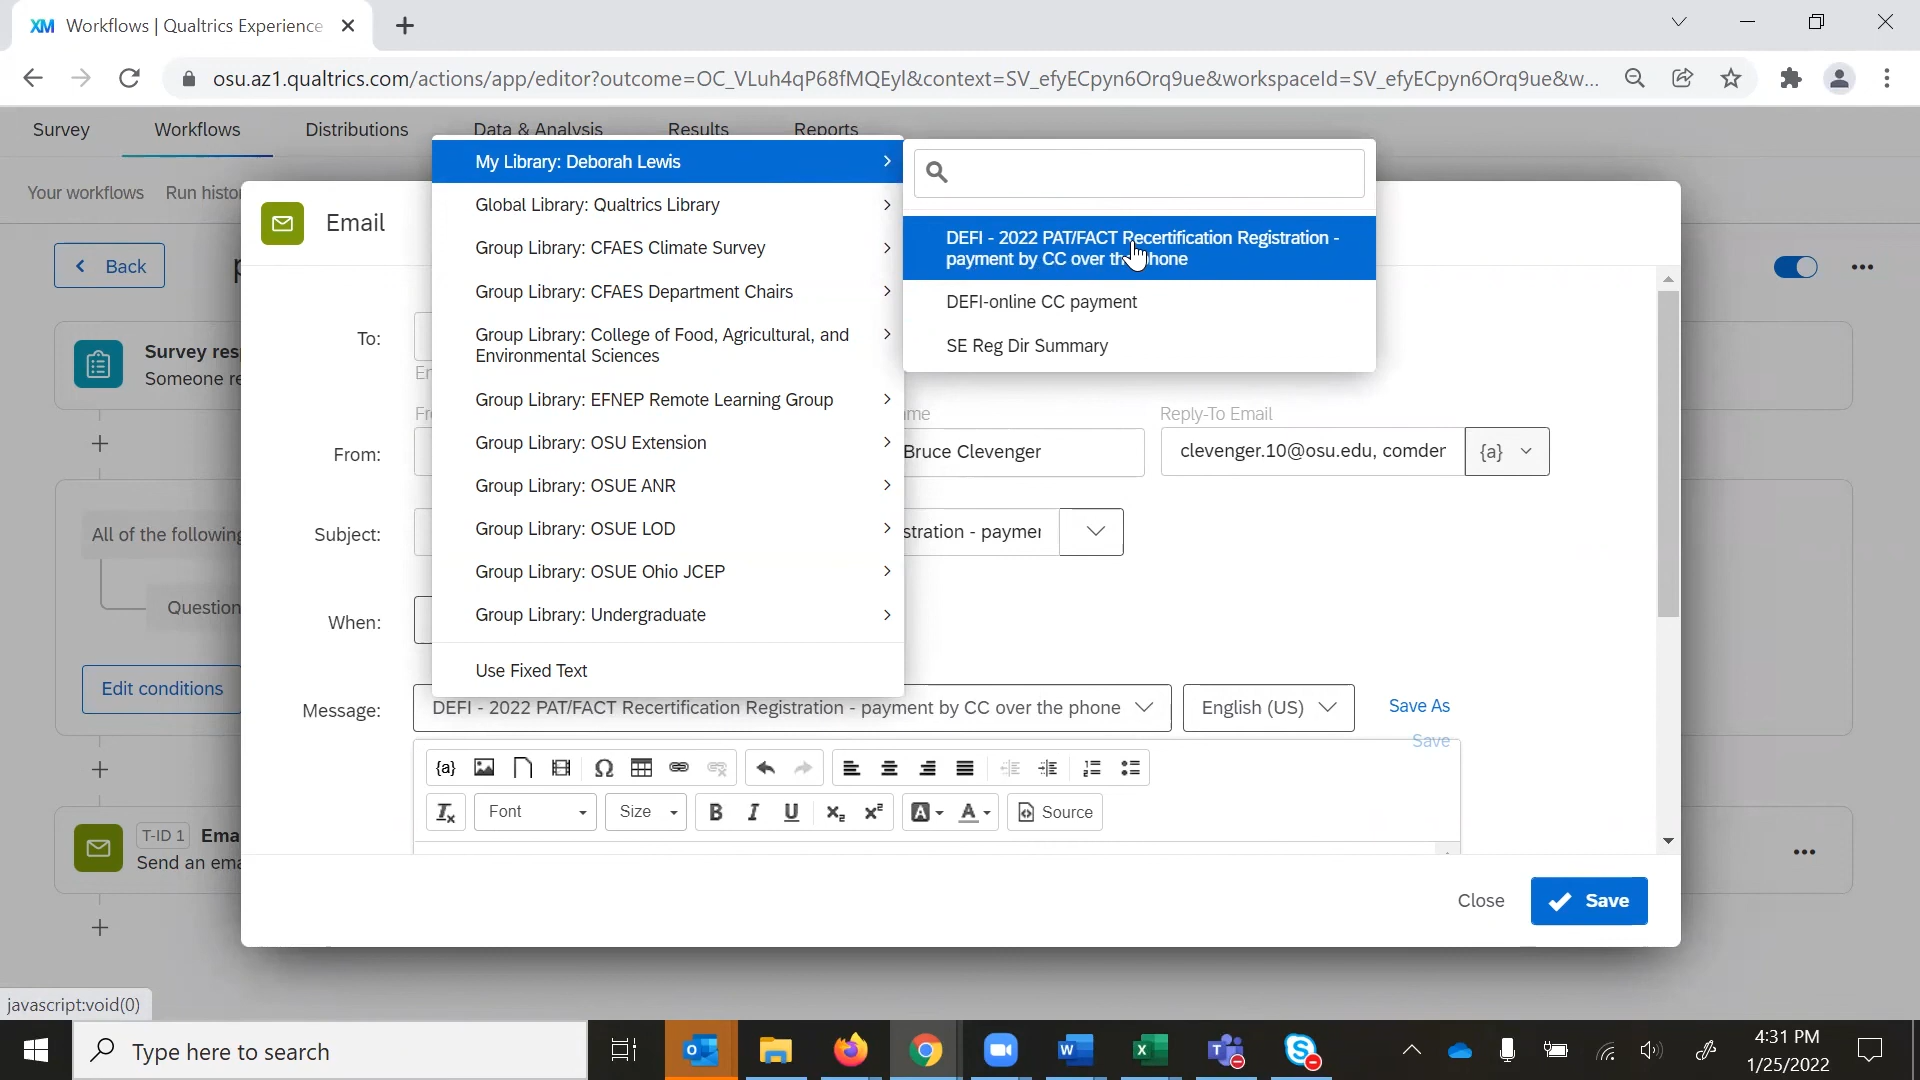 XM Workflows | Qualtrics Experience
osu.az1.qualtrics.com/actions/app/editor?outcome=OC_VLuh4qP68fMQEyl&context=SV_efyECpyn6Orq9ue&workspaceId=SV_efyECpyn6Orq9ue&w...
Survey Workflows Distributions Data & Analysis Results Reports
Your workflows Run histo
Back
Survey res
Someone re
All of the following
Question
Edit conditions
T-ID 1 Ema
Send an ema
Email
To:
From:
Subject:
When:
Message:
My Library: Deborah Lewis
Global Library: Qualtrics Library
Group Library: CFAES Climate Survey
Group Library: CFAES Department Chairs
Group Library: College of Food, Agricultural, and
Environmental Sciences
Group Library: EFNEP Remote Learning Group
Group Library: OSU Extension
Group Library: OSUE ANR
Group Library: OSUE LOD
Group Library: OSUE Ohio JCEP
Group Library: Undergraduate
Use Fixed Text
DEFI - 2022 PAT/FACT Recertification Registration -
payment by CC over the phone
DEFI-online CC payment
SE Reg Dir Summary
Reply-To Email
Bruce Clevenger
clevenger.10@osu.edu, comder
{a}
stration - paymer
DEFI - 2022 PAT/FACT Recertification Registration - payment by CC over the phone
English (US)
Save As
Save
{a}
Font Size B I U Source
Close Save
javascript:void(0)
Type here to search
4:31 PM
1/25/2022